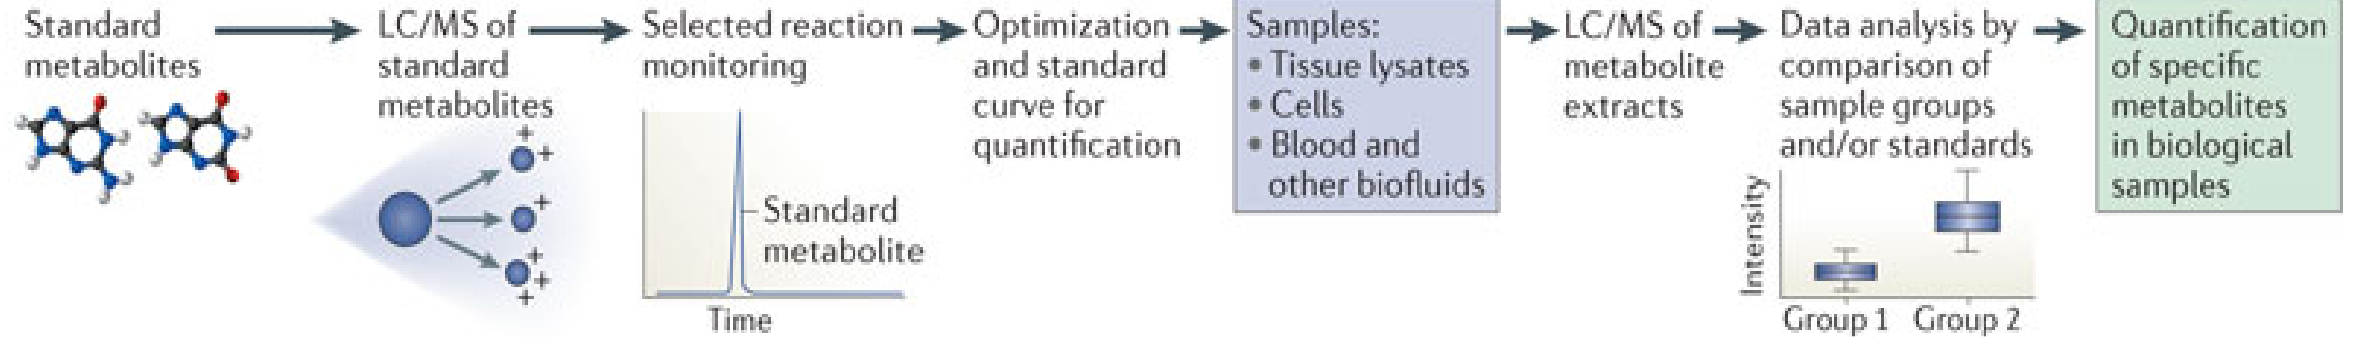 Standard
metabolites
LC/MS of
standard
metabolites
+
+
+
+
+
+
Selected reaction
monitoring
Standard
metabolite
Time
Optimization
and standard
curve for
quantification
Samples:
• Tissue lysates
• Cells
• Blood and
other biofluids
LC/MS of
metabolite
extracts
Data analysis by
comparison of
sample groups
and/or standards
Intensity
Group 1 Group 2
Quantification
of specific
metabolites
in biological
samples